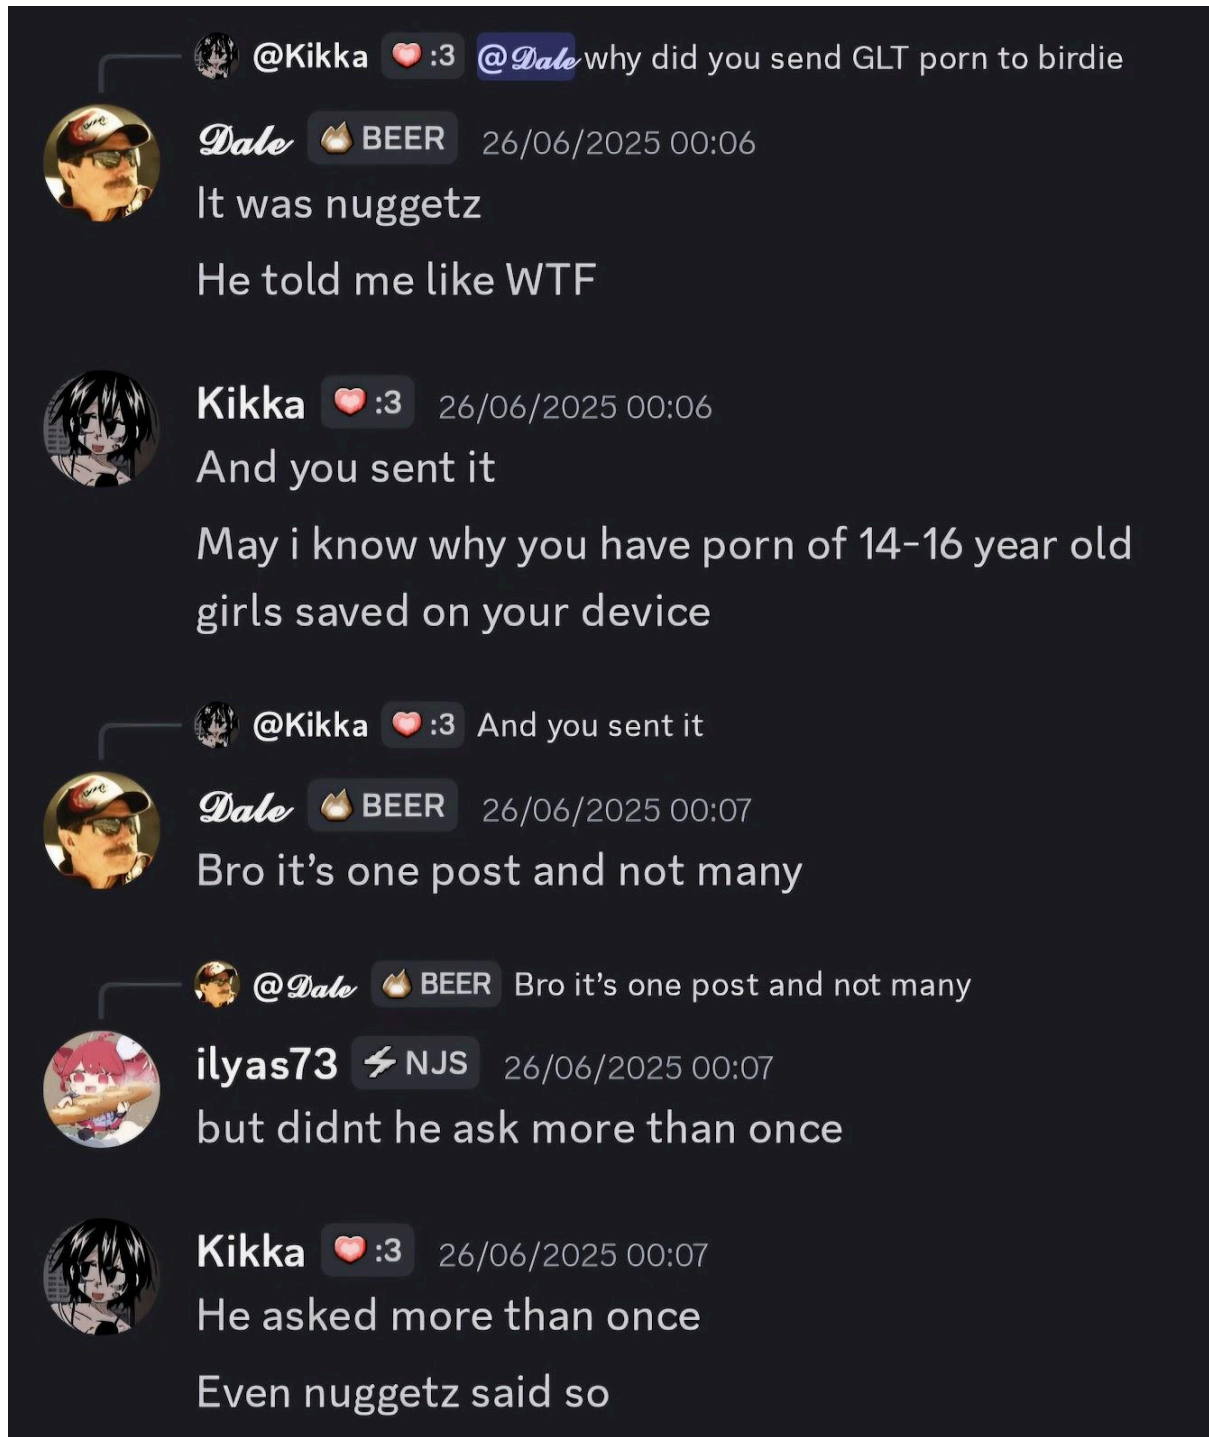 @Kikka :3 @Dale why did you send GLT porn to birdie
Dale BEER 26/06/2025 00:06
It was nuggetz
He told me like WTF
Kikka :3 26/06/2025 00:06
And you sent it
May i know why you have porn of 14-16 year old
girls saved on your device
@Kikka :3 And you sent it
Dale BEER 26/06/2025 00:07
Bro it’s one post and not many
@Dale BEER Bro it’s one post and not many
ilyas73 NJS 26/06/2025 00:07
but didnt he ask more than once
Kikka :3 26/06/2025 00:07
He asked more than once
Even nuggetz said so